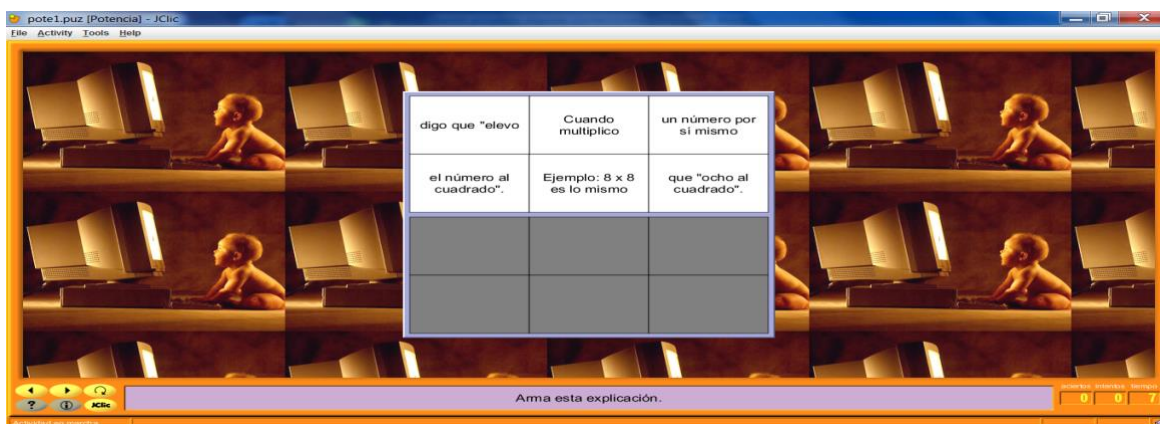 pote1.puz [Potencia] - JClic
File Activity Tools Help
digo que "elevo
Cuando
multiplico
un número por
sí mismo
el número al
cuadrado".
Ejemplo: 8 x 8
es lo mismo
que "ocho al
cuadrado".
? JClic
Arma esta explicación.
aciertos intentos tiempo
0 0 7
Actividad en marcha